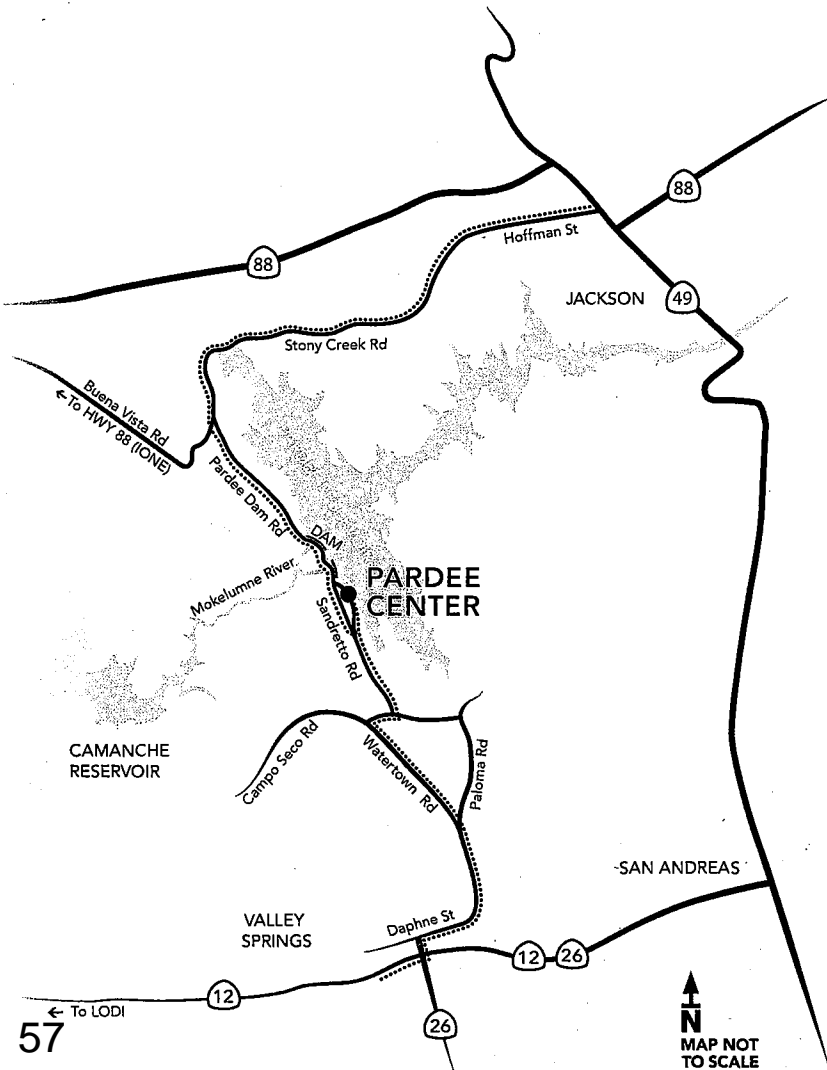 88
88
Hoffman St
JACKSON
49
Stony Creek Rd
Buena Vista Rd
← To HWY 88 (IONE)
Pardee Dam Rd
DAM
Mokelumne River
PARDEE
CENTER
Sandretto Rd
CAMANCHE
RESERVOIR
Campo Seco Rd
Watertown Rd
Paloma Rd
SAN ANDREAS
VALLEY
SPRINGS
Daphne St
12 26
12
← To LODI
26
57
N
MAP NOT
TO SCALE